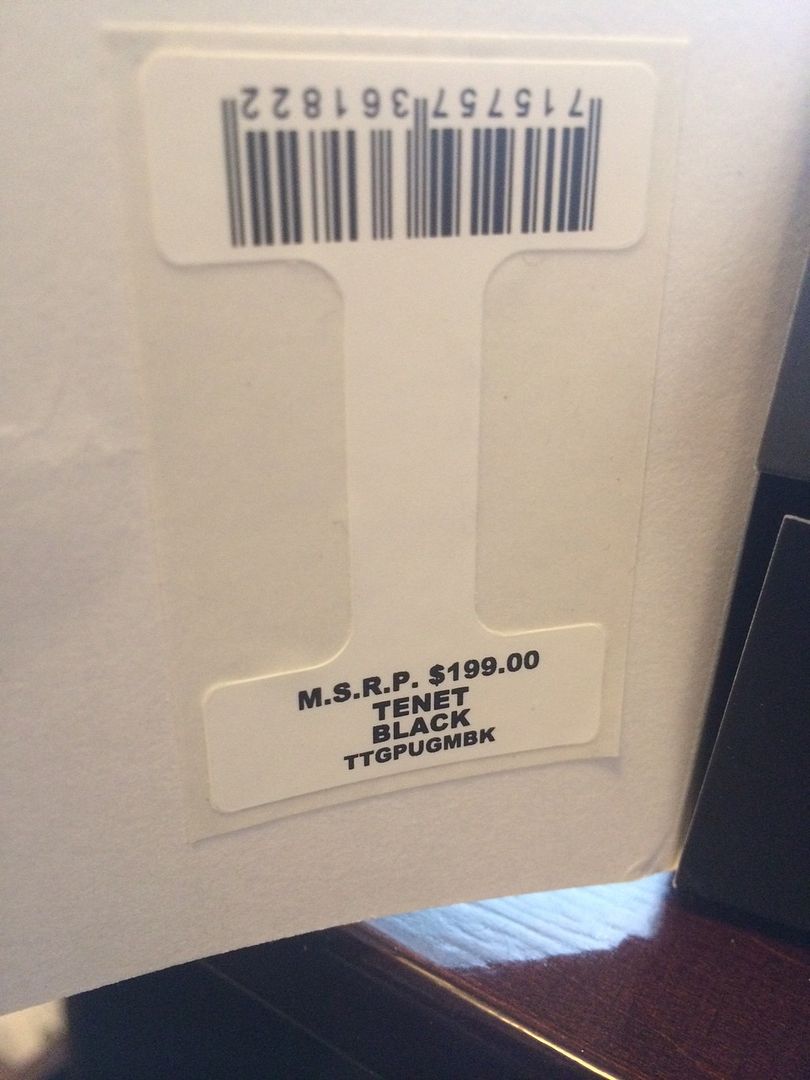 715757361822
M.S.R.P. $199.00
TENET
BLACK
TTGPUGMBK